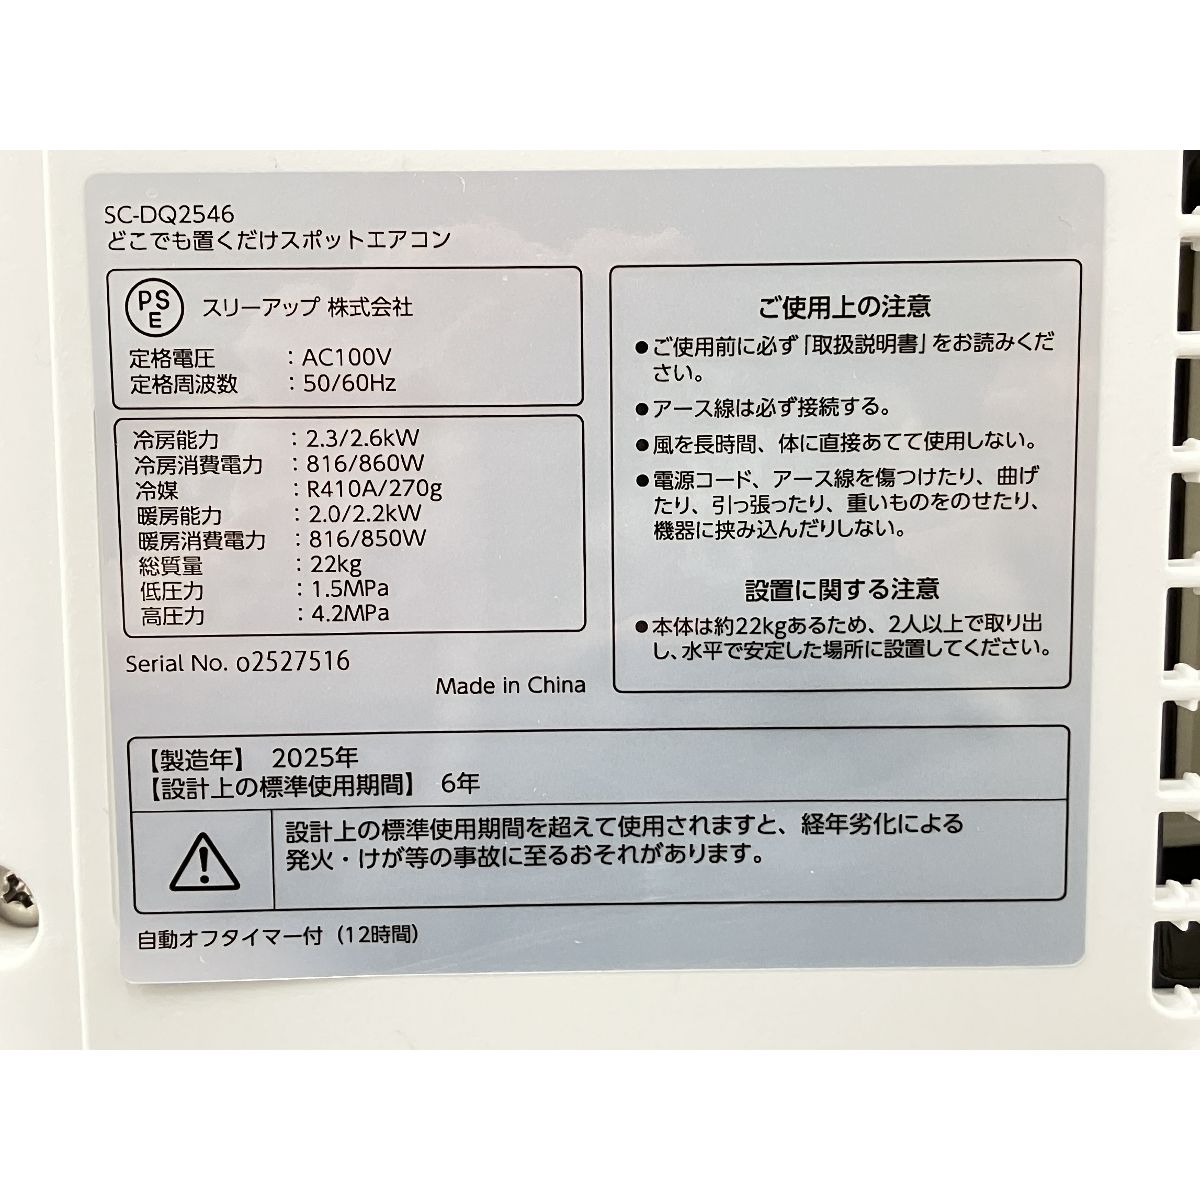 SC-DQ2546
どこでも置くだけスポットエアコン
PSE
スリーアップ 株式会社
定格電圧 : AC100V
定格周波数 : 50/60Hz
冷房能力 : 2.3/2.6kW
冷房消費電力 : 816/860W
冷媒 : R410A/270g
暖房能力 : 2.0/2.2kW
暖房消費電力 : 816/850W
総質量 : 22kg
低圧力 : 1.5MPa
高圧力 : 4.2MPa
Serial No. o2527516
Made in China
ご使用上の注意
●ご使用前に必ず「取扱説明書」をお読みくだ
さい。
●アース線は必ず接続する。
●風を長時間、体に直接あてて使用しない。
●電源コード、アース線を傷つけたり、曲げ
たり、引っ張ったり、重いものをのせたり、
機器に挟み込んだりしない。
設置に関する注意
●本体は約22kgあるため、2人以上で取り出
し、水平で安定した場所に設置してください。
【製造年】 2025年
【設計上の標準使用期間】 6年
設計上の標準使用期間を超えて使用されますと、経年劣化による
発火・けが等の事故に至るおそれがあります。
自動オフタイマー付（12時間）